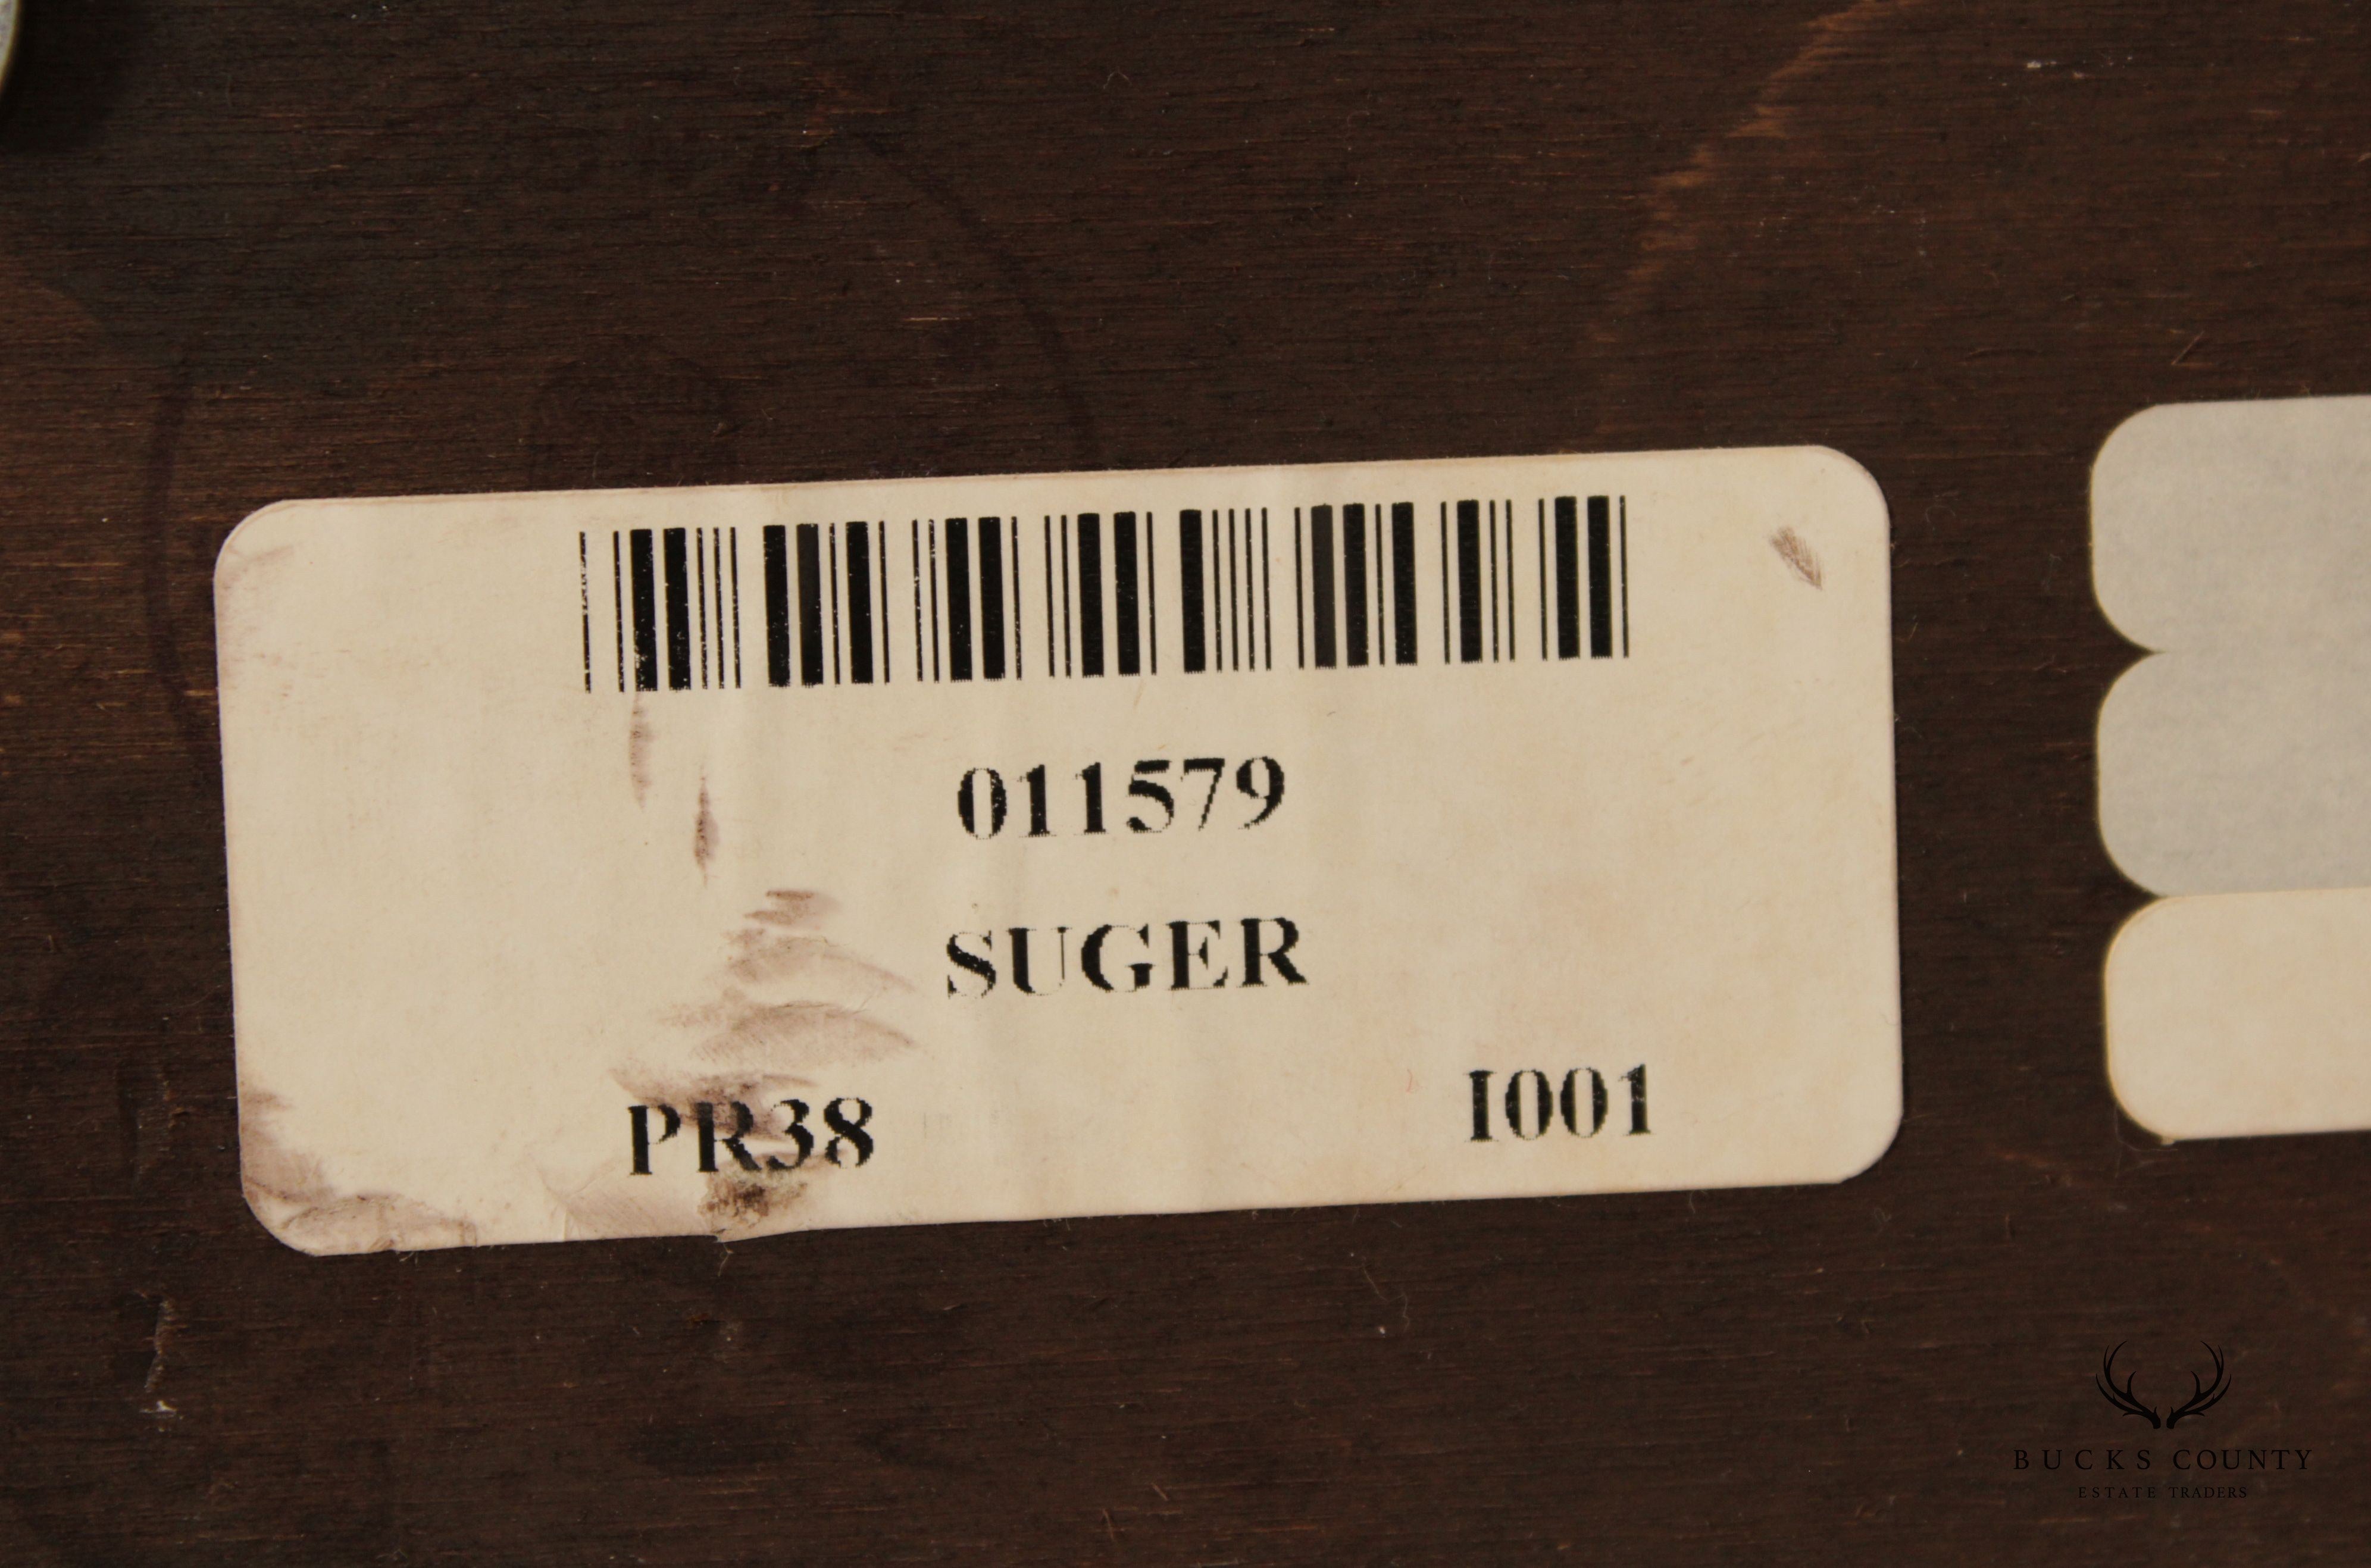 011579
SUGER
PR38 I001
BUCKS COUNTY
ESTATE TRADERS